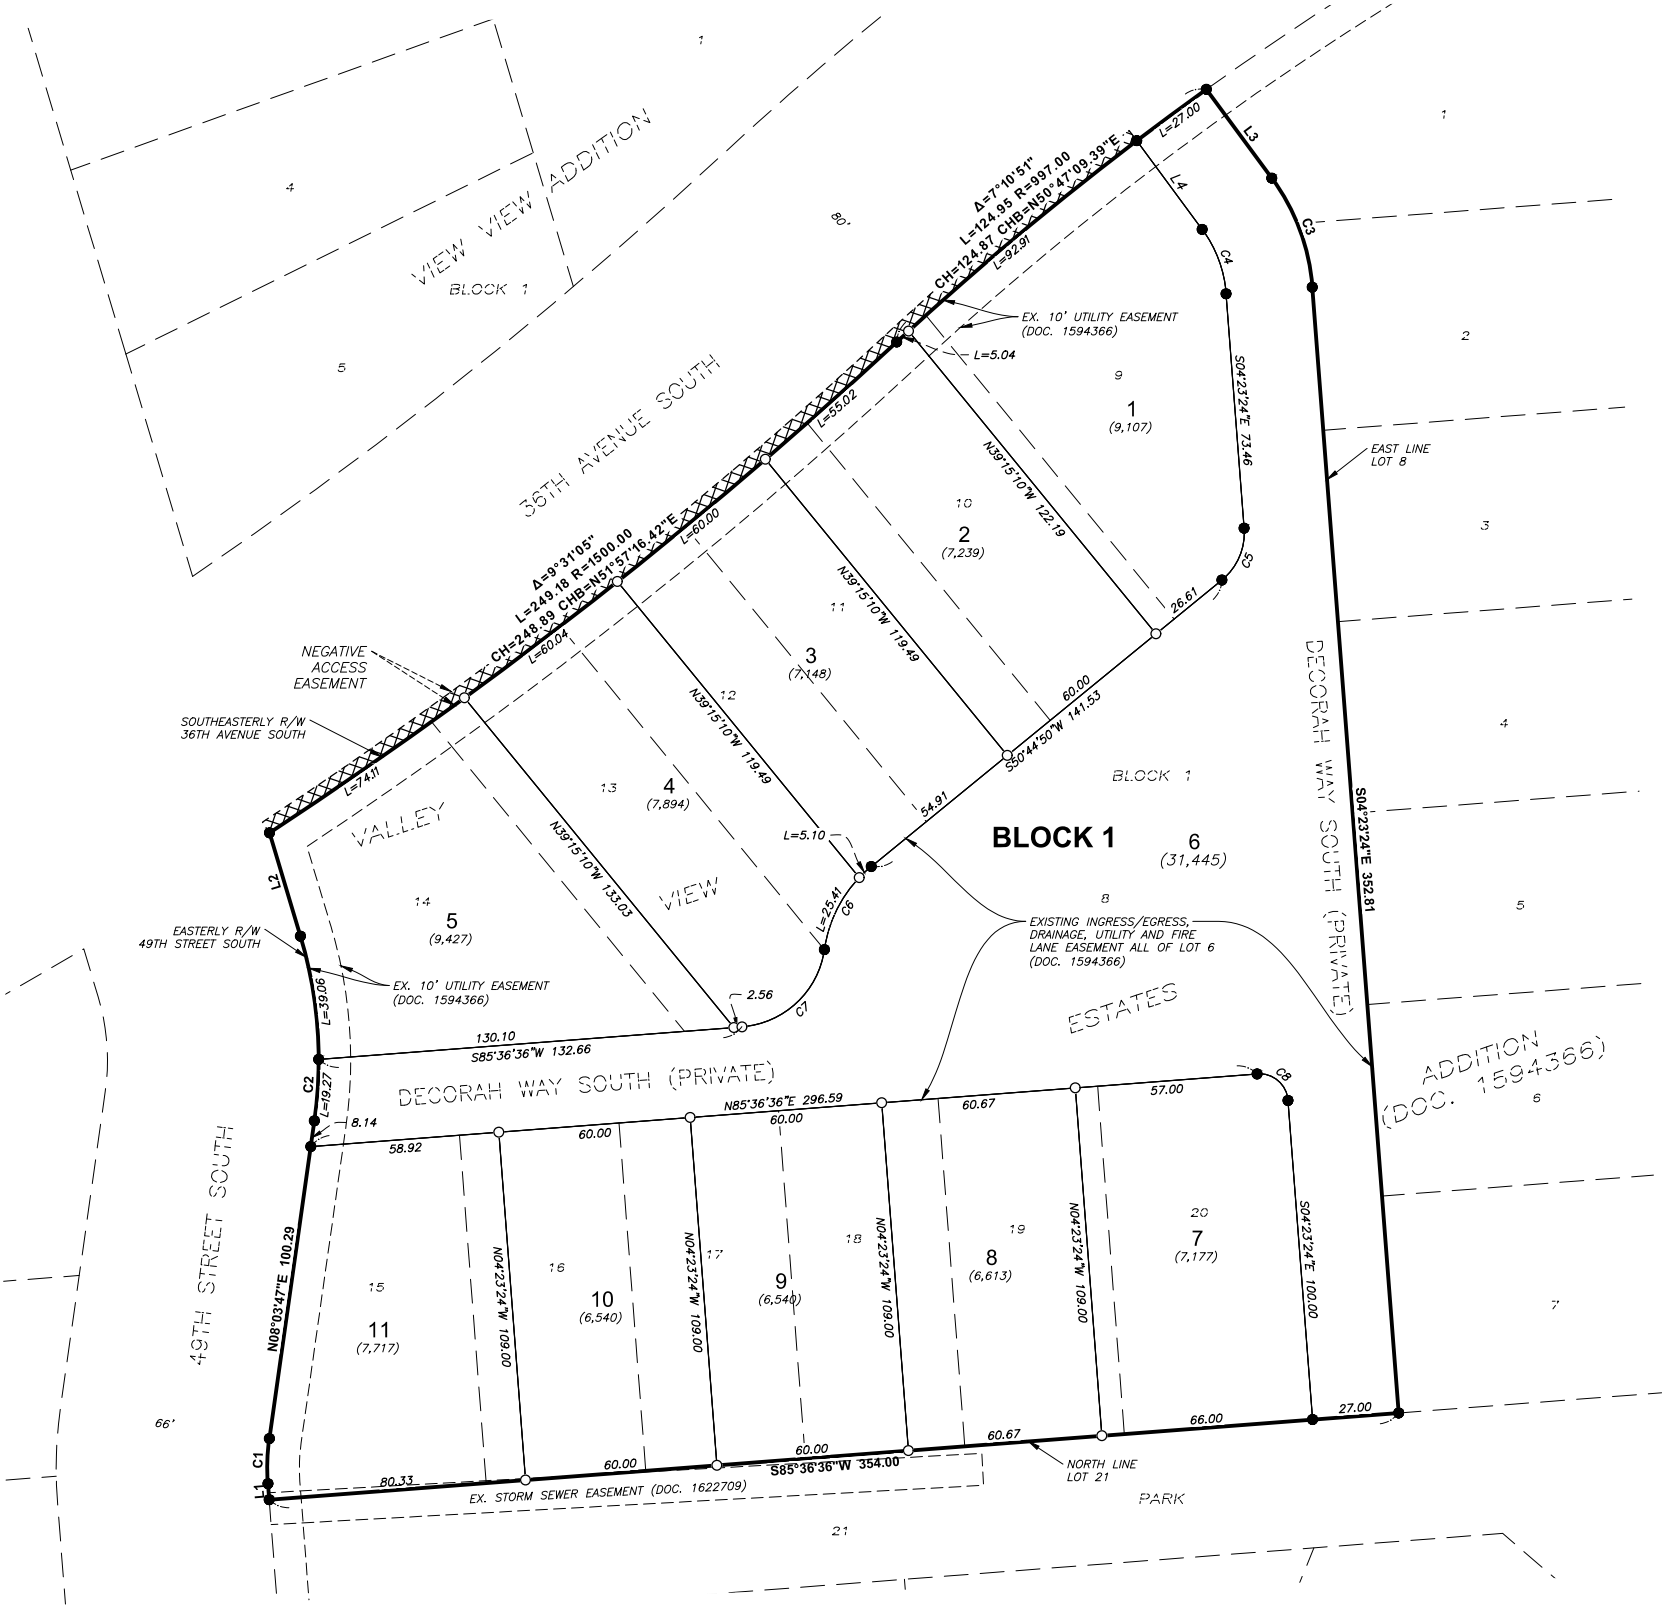 1
4
VIEW VIEW ADDITION
BLOCK 1
5
80'
36TH AVENUE SOUTH
L=27.00
L3
1
Δ=7°10'51"
L=124.95 R=997.00
CH=124.87 CHB=N50°47'09.39"E
L=92.91
L4
C3
C4
EX. 10' UTILITY EASEMENT
(DOC. 1594366)
L=5.04
2
9
1
(9,107)
S04°23'24"E 73.46
L=55.02
N39°15'10"W 122.19
EAST LINE
LOT 8
10
2
(7,239)
3
L=60.00
Δ=9°31'05"
L=249.18 R=1500.00
CH=248.89 CHB=N51°57'16.42"E
L=60.04
C5
26.61
N39°15'10"W 119.49
11
3
(7,148)
NEGATIVE
ACCESS
EASEMENT
SOUTHEASTERLY R/W
36TH AVENUE SOUTH
L=74.11
12
N39°15'10"W 119.49
60.00
S50°44'50"W 141.53
4
DECORAH WAY SOUTH (PRIVATE)
S04°23'24"E 352.81
BLOCK 1
13
4
(7,894)
54.91
L=5.10
BLOCK 1
6
(31,445)
VALLEY
N39°15'10"W 133.03
VIEW
L2
14
5
(9,427)
L=25.41
C6
8
5
EASTERLY R/W
49TH STREET SOUTH
EXISTING INGRESS/EGRESS,
DRAINAGE, UTILITY AND FIRE
LANE EASEMENT ALL OF LOT 6
(DOC. 1594366)
EX. 10' UTILITY EASEMENT
(DOC. 1594366)
L=39.06
2.56
C7
ESTATES
130.10
S85°36'36"W 132.66
ADDITION
(DOC. 1594366)
6
C2
L=19.27
DECORAH WAY SOUTH (PRIVATE)
C8
57.00
N85°36'36"E 296.59
60.67
60.00
60.00
58.92
8.14
49TH STREET SOUTH
N08°03'47"E 100.29
N04°23'24"W 109.00
N04°23'24"W 109.00
N04°23'24"W 109.00
N04°23'24"W 109.00
S04°23'24"E 100.00
15
11
(7,717)
16
10
(6,540)
17
9
(6,540)
18
19
8
(6,613)
20
7
(7,177)
7
66'
C1
L1
80.33
60.00
60.00
60.67
66.00
27.00
S85°36'36"W 354.00
NORTH LINE
LOT 21
EX. STORM SEWER EASEMENT (DOC. 1622709)
PARK
21